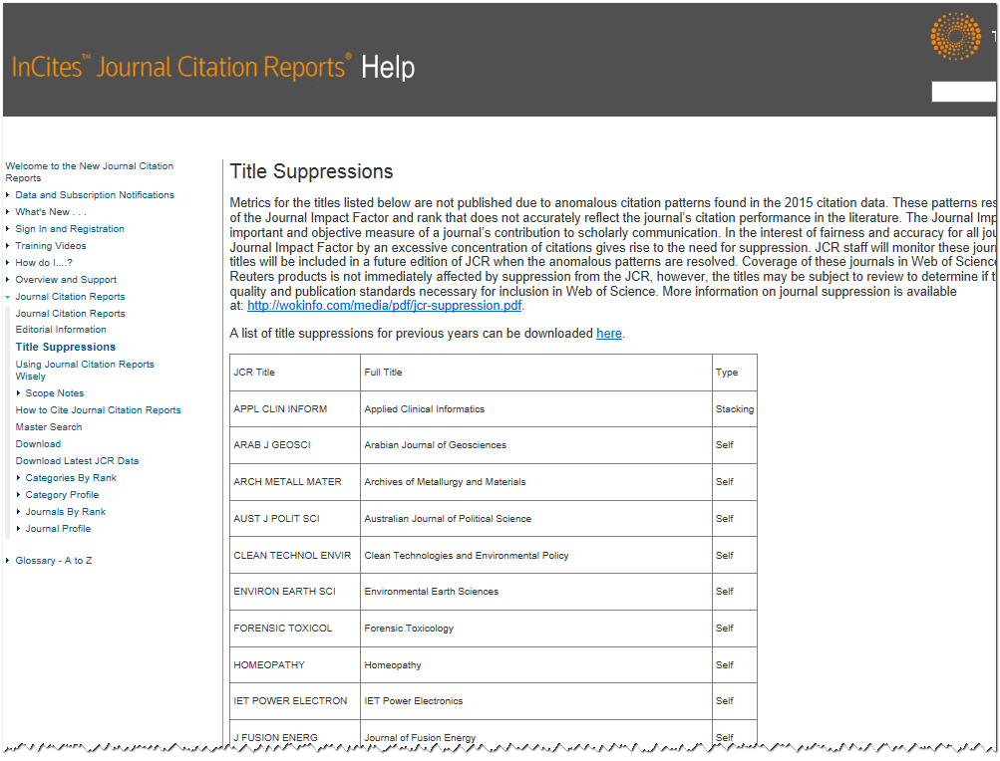 InCites™ Journal Citation Reports® Help
Welcome to the New Journal Citation
Reports
Data and Subscription Notifications
What's New . . .
Sign In and Registration
Training Videos
How do I....?
Overview and Support
Journal Citation Reports
Journal Citation Reports
Editorial Information
Title Suppressions
Using Journal Citation Reports
Wisely
Scope Notes
How to Cite Journal Citation Reports
Master Search
Download
Download Latest JCR Data
Categories By Rank
Category Profile
Journals By Rank
Journal Profile
Glossary - A to Z
Title Suppressions
Metrics for the titles listed below are not published due to anomalous citation patterns found in the 2015 citation data. These patterns res
of the Journal Impact Factor and rank that does not accurately reflect the journal's citation performance in the literature. The Journal Imp
important and objective measure of a journal's contribution to scholarly communication. In the interest of fairness and accuracy for all jou
Journal Impact Factor by an excessive concentration of citations gives rise to the need for suppression. JCR staff will monitor these jour
titles will be included in a future edition of JCR when the anomalous patterns are resolved. Coverage of these journals in Web of Science
Reuters products is not immediately affected by suppression from the JCR, however, the titles may be subject to review to determine if t
quality and publication standards necessary for inclusion in Web of Science. More information on journal suppression is available
at: http://wokinfo.com/media/pdf/jcr-suppression.pdf.
A list of title suppressions for previous years can be downloaded here.
JCR Title Full Title Type
APPL CLIN INFORM Applied Clinical Informatics Stacking
ARAB J GEOSCI Arabian Journal of Geosciences Self
ARCH METALL MATER Archives of Metallurgy and Materials Self
AUST J POLIT SCI Australian Journal of Political Science Self
CLEAN TECHNOL ENVIR Clean Technologies and Environmental Policy Self
ENVIRON EARTH SCI Environmental Earth Sciences Self
FORENSIC TOXICOL Forensic Toxicology Self
HOMEOPATHY Homeopathy Self
IET POWER ELECTRON IET Power Electronics Self
J FUSION ENERG Journal of Fusion Energy Self